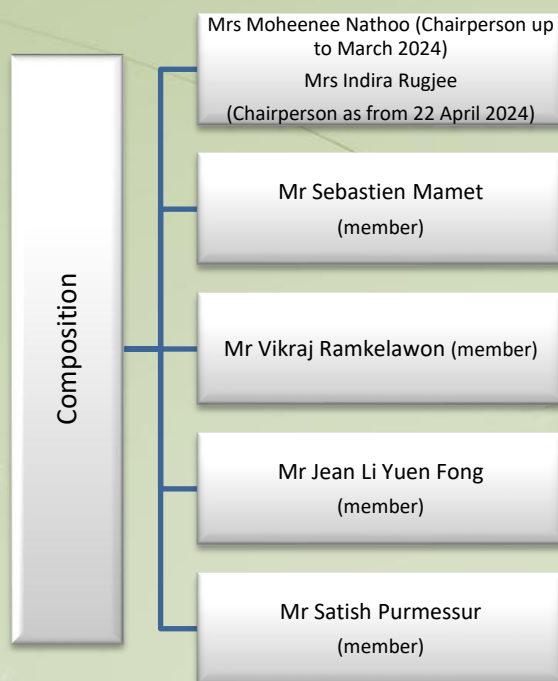 Composition
Mrs Moheenee Nathoo (Chairperson up
to March 2024)
Mrs Indira Rugjee
(Chairperson as from 22 April 2024)
Mr Sebastien Mamet
(member)
Mr Vikraj Ramkelawon (member)
Mr Jean Li Yuen Fong
(member)
Mr Satish Purmessur
(member)